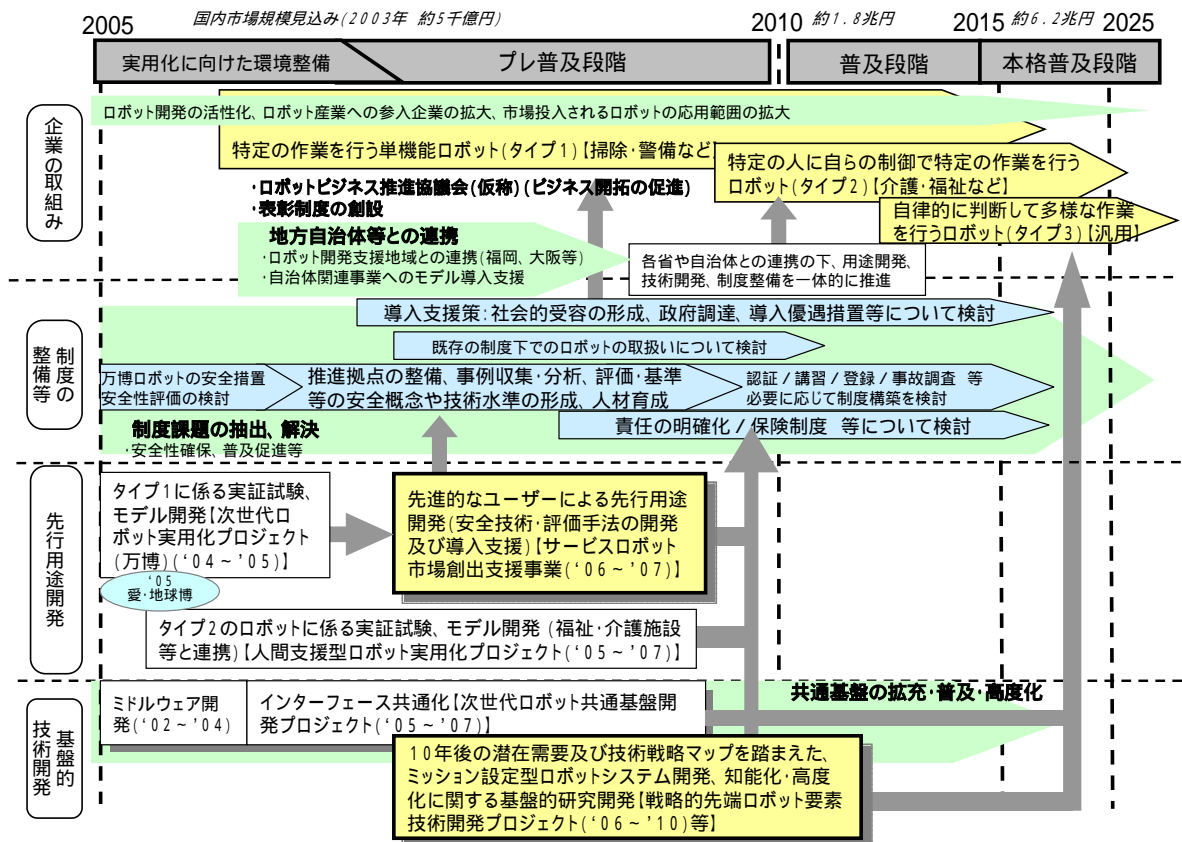 国内市場規模見込み(2003年 約5千億円)
2005
2010
約1.8兆円
2015
約6.2兆円
2025
実用化に向けた環境整備
プレ普及段階
普及段階
本格普及段階
企業の取組み
ロボット開発の活性化、ロボット産業への参入企業の拡大、市場投入されるロボットの応用範囲の拡大
特定の作業を行う単機能ロボット(タイプ1)【掃除・警備など】
特定の人に自らの制御で特定の作業を行う
ロボット(タイプ2)【介護・福祉など】
自律的に判断して多様な作業
を行うロボット(タイプ3)【汎用】
・ロボットビジネス推進協議会(仮称)(ビジネス開拓の促進)
・表彰制度の創設
地方自治体等との連携
・ロボット開発支援地域との連携(福岡、大阪等)
・自治体関連事業へのモデル導入支援
各省や自治体との連携の下、用途開発、
技術開発、制度整備を一体的に推進
制度の
整備等
導入支援策:社会的受容の形成、政府調達、導入優遇措置等について検討
既存の制度下でのロボットの取扱いについて検討
万博ロボットの安全措置
安全性評価の検討
推進拠点の整備、事例収集・分析、評価・基準
等の安全概念や技術水準の形成、人材育成
認証/講習/登録/事故調査 等
必要に応じて制度構築を検討
責任の明確化/保険制度 等について検討
制度課題の抽出、解決
・安全性確保、普及促進等
先行用途開発
タイプ1に係る実証試験、
モデル開発【次世代ロ
ボット実用化プロジェクト
(万博)('04~'05)】
'05
愛・地球博
先進的なユーザーによる先行用途
開発(安全技術・評価手法の開発
及び導入支援)【サービスロボット
市場創出支援事業('06~'07)】
タイプ2のロボットに係る実証試験、モデル開発(福祉・介護施設
等と連携)【人間支援型ロボット実用化プロジェクト('05~'07)】
基盤的
技術開発
ミドルウェア開
発('02~'04)
インターフェース共通化【次世代ロボット共通基盤開
発プロジェクト('05~'07)】
共通基盤の拡充・普及・高度化
10年後の潜在需要及び技術戦略マップを踏まえた、
ミッション設定型ロボットシステム開発、知能化・高度
化に関する基盤的研究開発【戦略的先端ロボット要素
技術開発プロジェクト('06~'10)等】